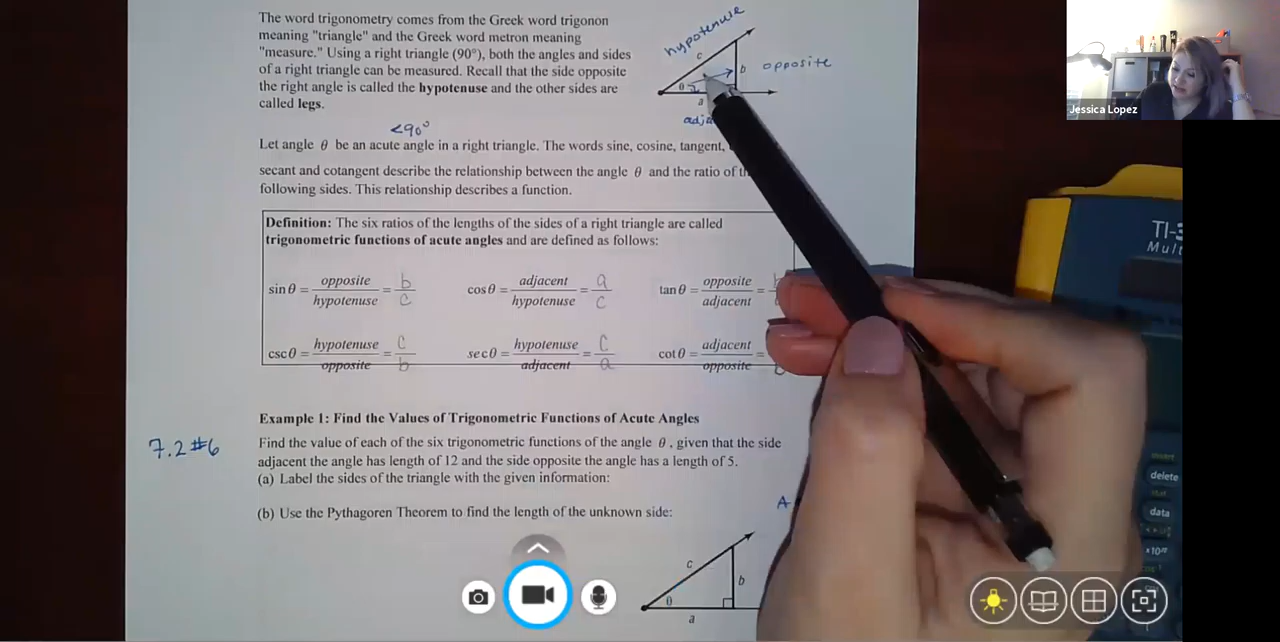 The word trigonometry comes from the Greek word trigonon
meaning "triangle" and the Greek word metron meaning
"measure." Using a right triangle (90°), both the angles and sides
of a right triangle can be measured. Recall that the side opposite
the right angle is called the hypotenuse and the other sides are
called legs.
hypotenuse
c
b opposite
θ
a
<90°
Let angle θ be an acute angle in a right triangle. The words sine, cosine, tangent,
secant and cotangent describe the relationship between the angle θ and the ratio of
following sides. This relationship describes a function.
Definition: The six ratios of the lengths of the sides of a right triangle are called
trigonometric functions of acute angles and are defined as follows:
sinθ = opposite/hypotenuse = b/c cosθ = adjacent/hypotenuse = a/c tanθ = opposite/adjacent =
cscθ = hypotenuse/opposite = c/b secθ = hypotenuse/adjacent = c/a cotθ = adjacent/opposite =
Example 1: Find the Values of Trigonometric Functions of Acute Angles
7.2 #6
Find the value of each of the six trigonometric functions of the angle θ, given that the side
adjacent the angle has length of 12 and the side opposite the angle has a length of 5.
(a) Label the sides of the triangle with the given information:
A
(b) Use the Pythagoren Theorem to find the length of the unknown side:
c
b
θ
a
Jessica Lopez
TI-3
Mult
delete
stat
data
x10ⁿ